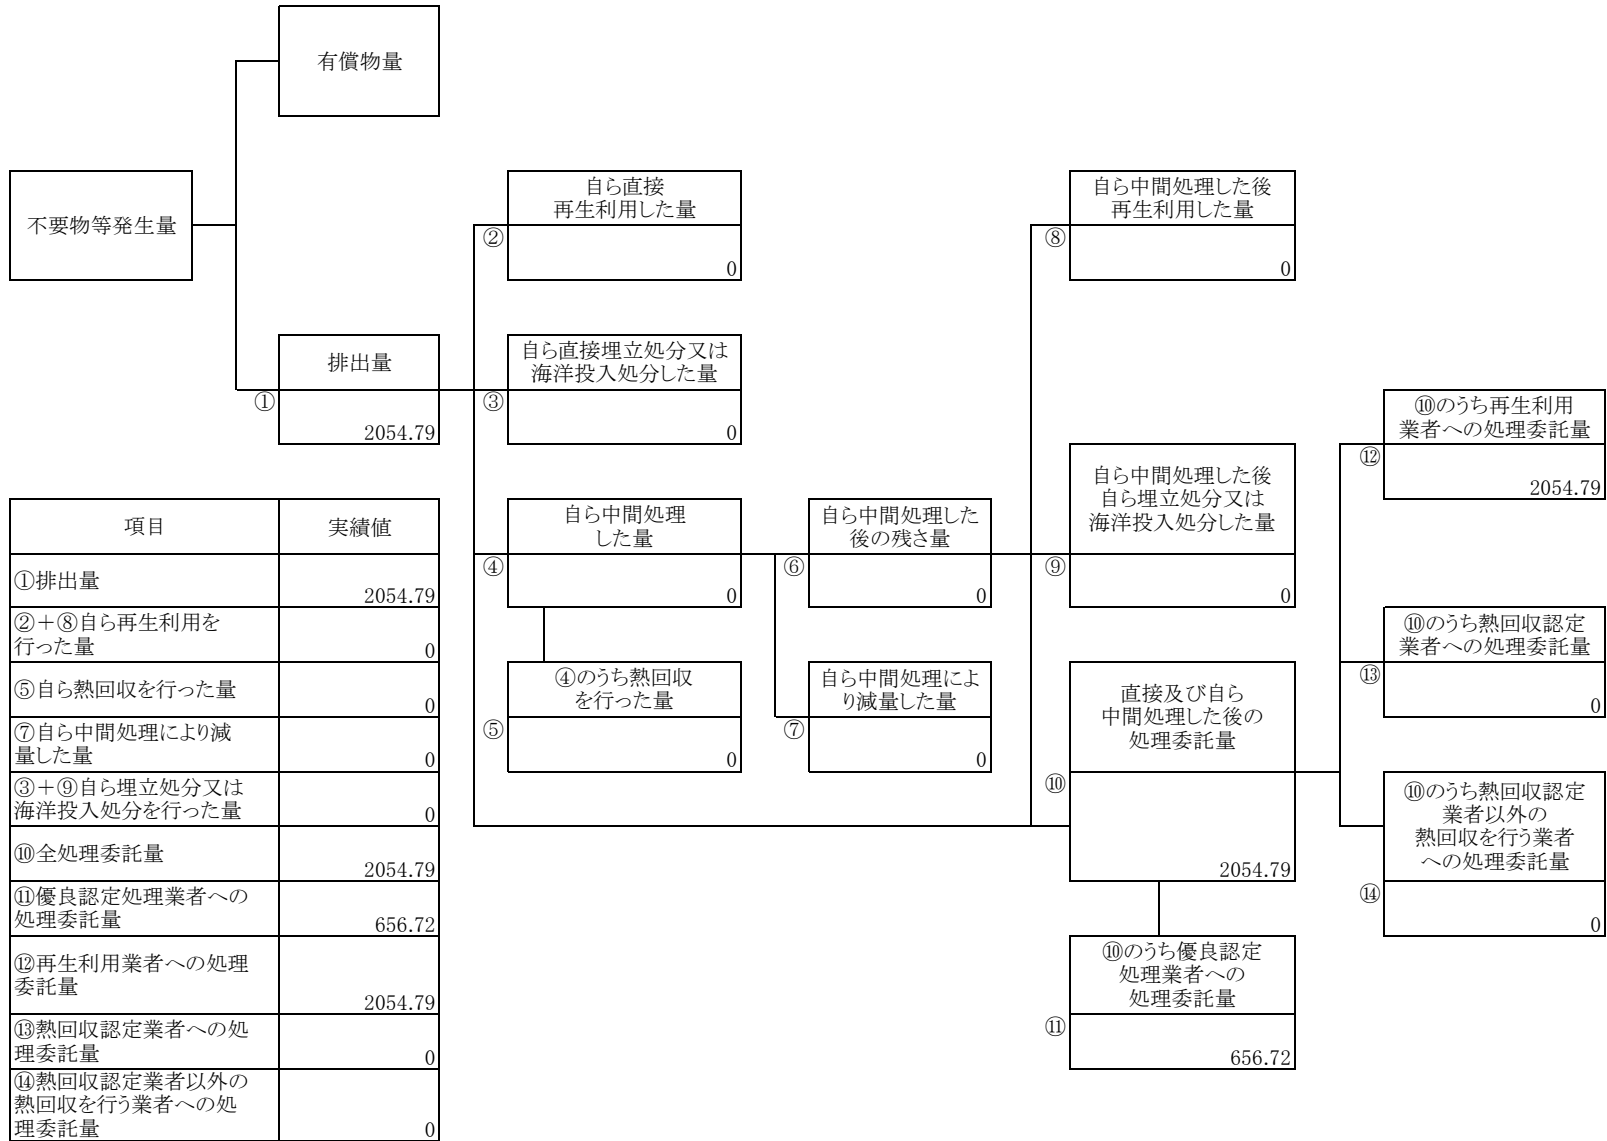 有償物量
不要物等発生量
自ら直接
再生利用した量
②
0
自ら中間処理した後
再生利用した量
⑧
0
排出量
①
2054.79
自ら直接埋立処分又は
海洋投入処分した量
③
0
⑩のうち再生利用
業者への処理委託量
⑫
2054.79
自ら中間処理
した量
④
0
自ら中間処理した
後の残さ量
⑥
0
自ら中間処理した後
自ら埋立処分又は
海洋投入処分した量
⑨
0
⑩のうち熱回収認定
業者への処理委託量
⑬
0
④のうち熱回収
を行った量
⑤
0
自ら中間処理によ
り減量した量
⑦
0
直接及び自ら
中間処理した後の
処理委託量
⑩
2054.79
⑩のうち熱回収認定
業者以外の
熱回収を行う業者
への処理委託量
⑭
0
⑩のうち優良認定
処理業者への
処理委託量
⑪
656.72
項目
実績値
①排出量
2054.79
②＋⑧自ら再生利用を
行った量
0
⑤自ら熱回収を行った量
0
⑦自ら中間処理により減
量した量
0
③＋⑨自ら埋立処分又は
海洋投入処分を行った量
0
⑩全処理委託量
2054.79
⑪優良認定処理業者への
処理委託量
656.72
⑫再生利用業者への処理
委託量
2054.79
⑬熱回収認定業者への処
理委託量
0
⑭熱回収認定業者以外の
熱回収を行う業者への処
理委託量
0